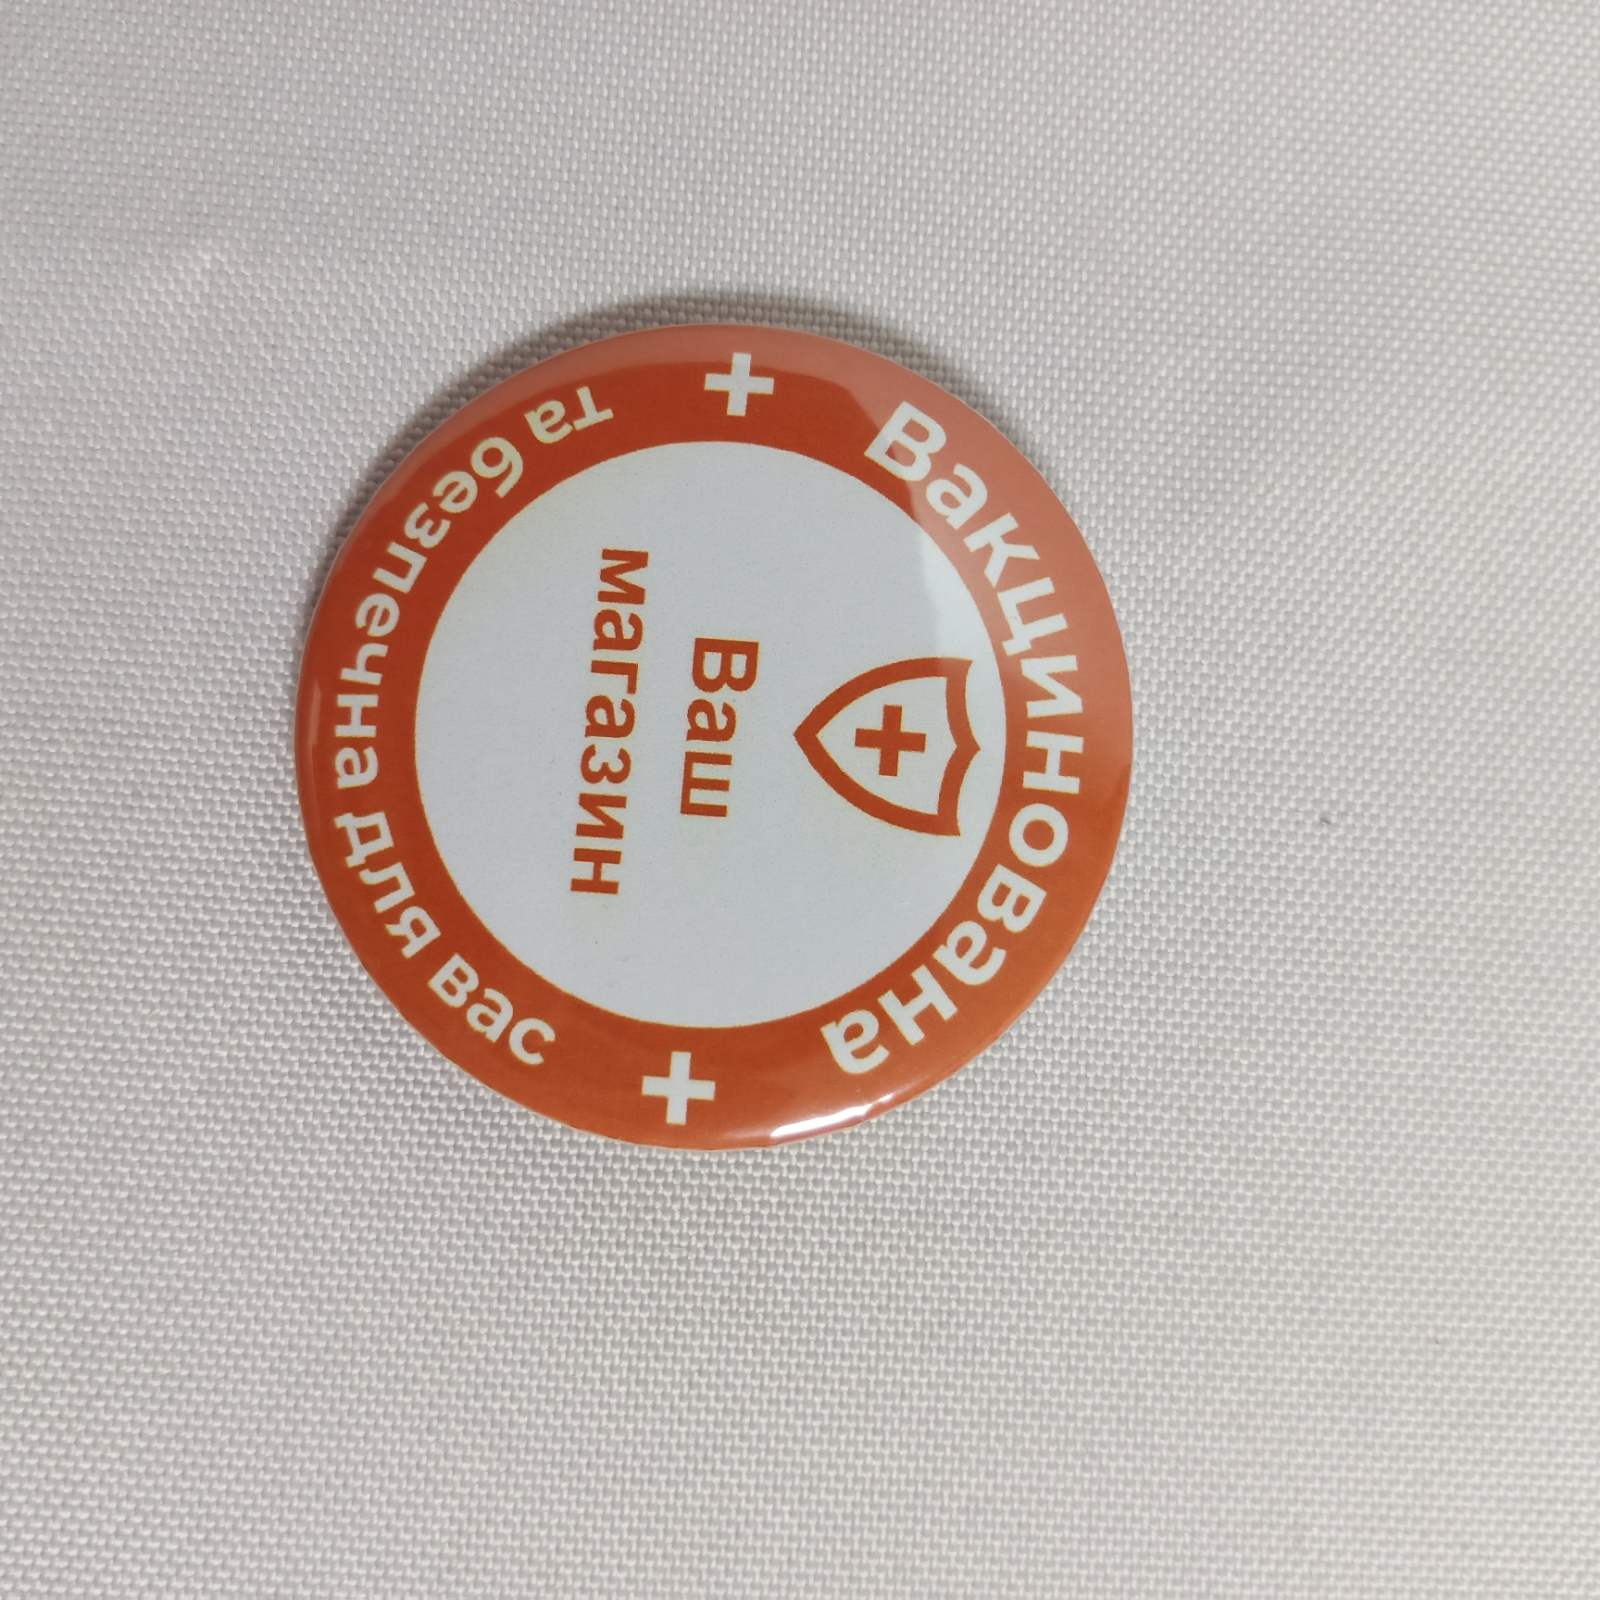 Вакцинована
Ваш
магазин
та безпечна для вас